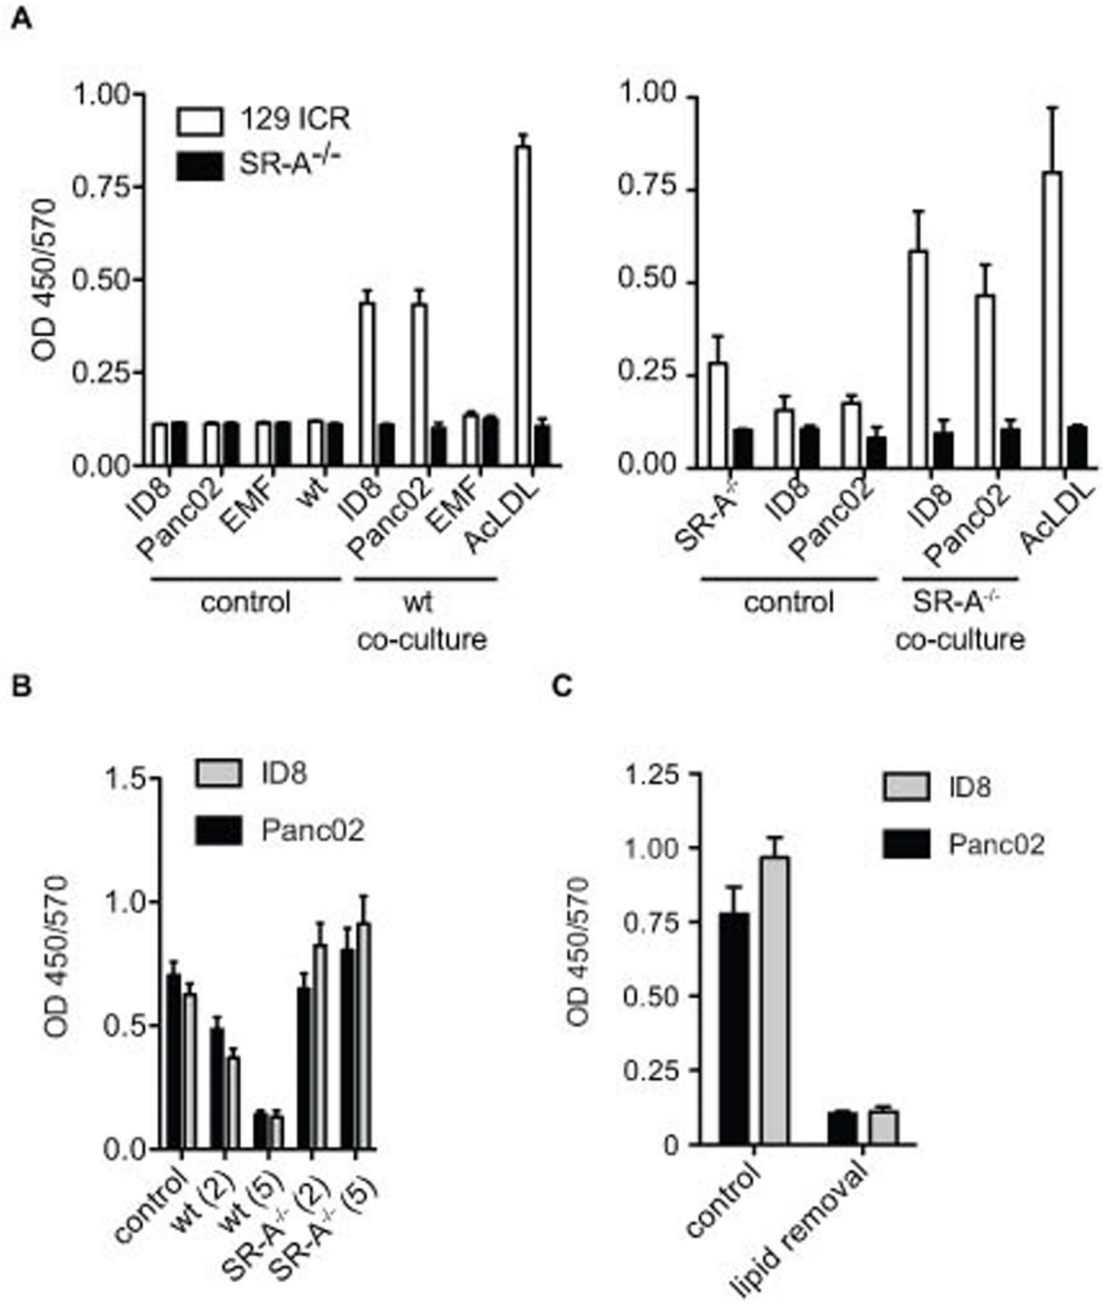 A
1.00
0.75
0.50
0.25
0.00
OD 450/570
129 ICR
SR-A-/-
ID8
Panc02
EMF
wt
ID8
Panc02
EMF
AcLDL
control
wt
co-culture
1.00
0.75
0.50
0.25
0.00
SR-A-/-
ID8
Panc02
ID8
Panc02
AcLDL
control
SR-A-/-
co-culture
B
1.5
1.0
0.5
0.0
OD 450/570
ID8
Panc02
control
wt (2)
wt (5)
SR-A-/- (2)
SR-A-/- (5)
C
1.25
1.00
0.75
0.50
0.25
0
OD 450/570
ID8
Panc02
control
lipid removal